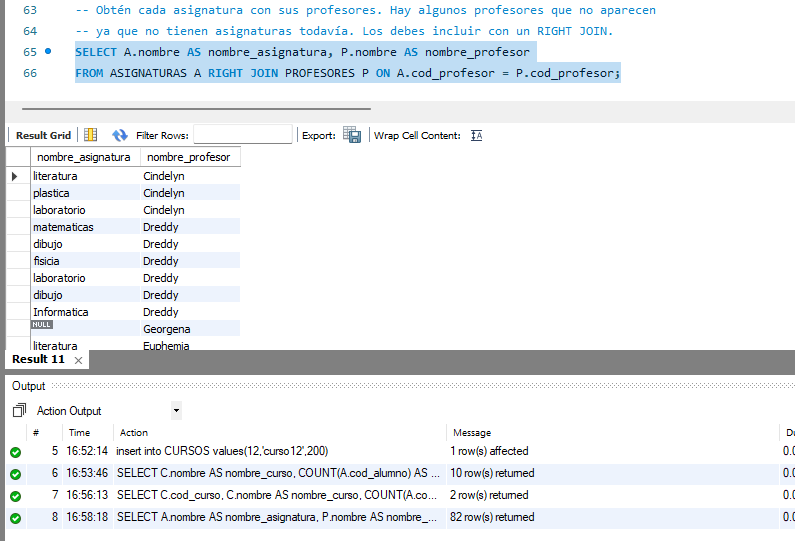 63 -- Obtén cada asignatura con sus profesores. Hay algunos profesores que no aparecen
64 -- ya que no tienen asignaturas todavía. Los debes incluir con un RIGHT JOIN.
65 SELECT A.nombre AS nombre_asignatura, P.nombre AS nombre_profesor
66 FROM ASIGNATURAS A RIGHT JOIN PROFESORES P ON A.cod_profesor = P.cod_profesor;
Result Grid Filter Rows: Export: Wrap Cell Content:
nombre_asignatura nombre_profesor
literatura Cindelyn
plastica Cindelyn
laboratorio Cindelyn
matematicas Dreddy
dibujo Dreddy
fisicia Dreddy
laboratorio Dreddy
dibujo Dreddy
Informatica Dreddy
NULL Georgena
literatura Euphemia
Result 11
Output
Action Output
# Time Action Message Du
5 16:52:14 insert into CURSOS values(12,'curso12',200) 1 row(s) affected 0.0
6 16:53:46 SELECT C.nombre AS nombre_curso, COUNT(A.cod_alumno) AS ... 10 row(s) returned 0.0
7 16:56:13 SELECT C.cod_curso, C.nombre AS nombre_curso, COUNT(A.co... 2 row(s) returned 0.0
8 16:58:18 SELECT A.nombre AS nombre_asignatura, P.nombre AS nombre_... 82 row(s) returned 0.0